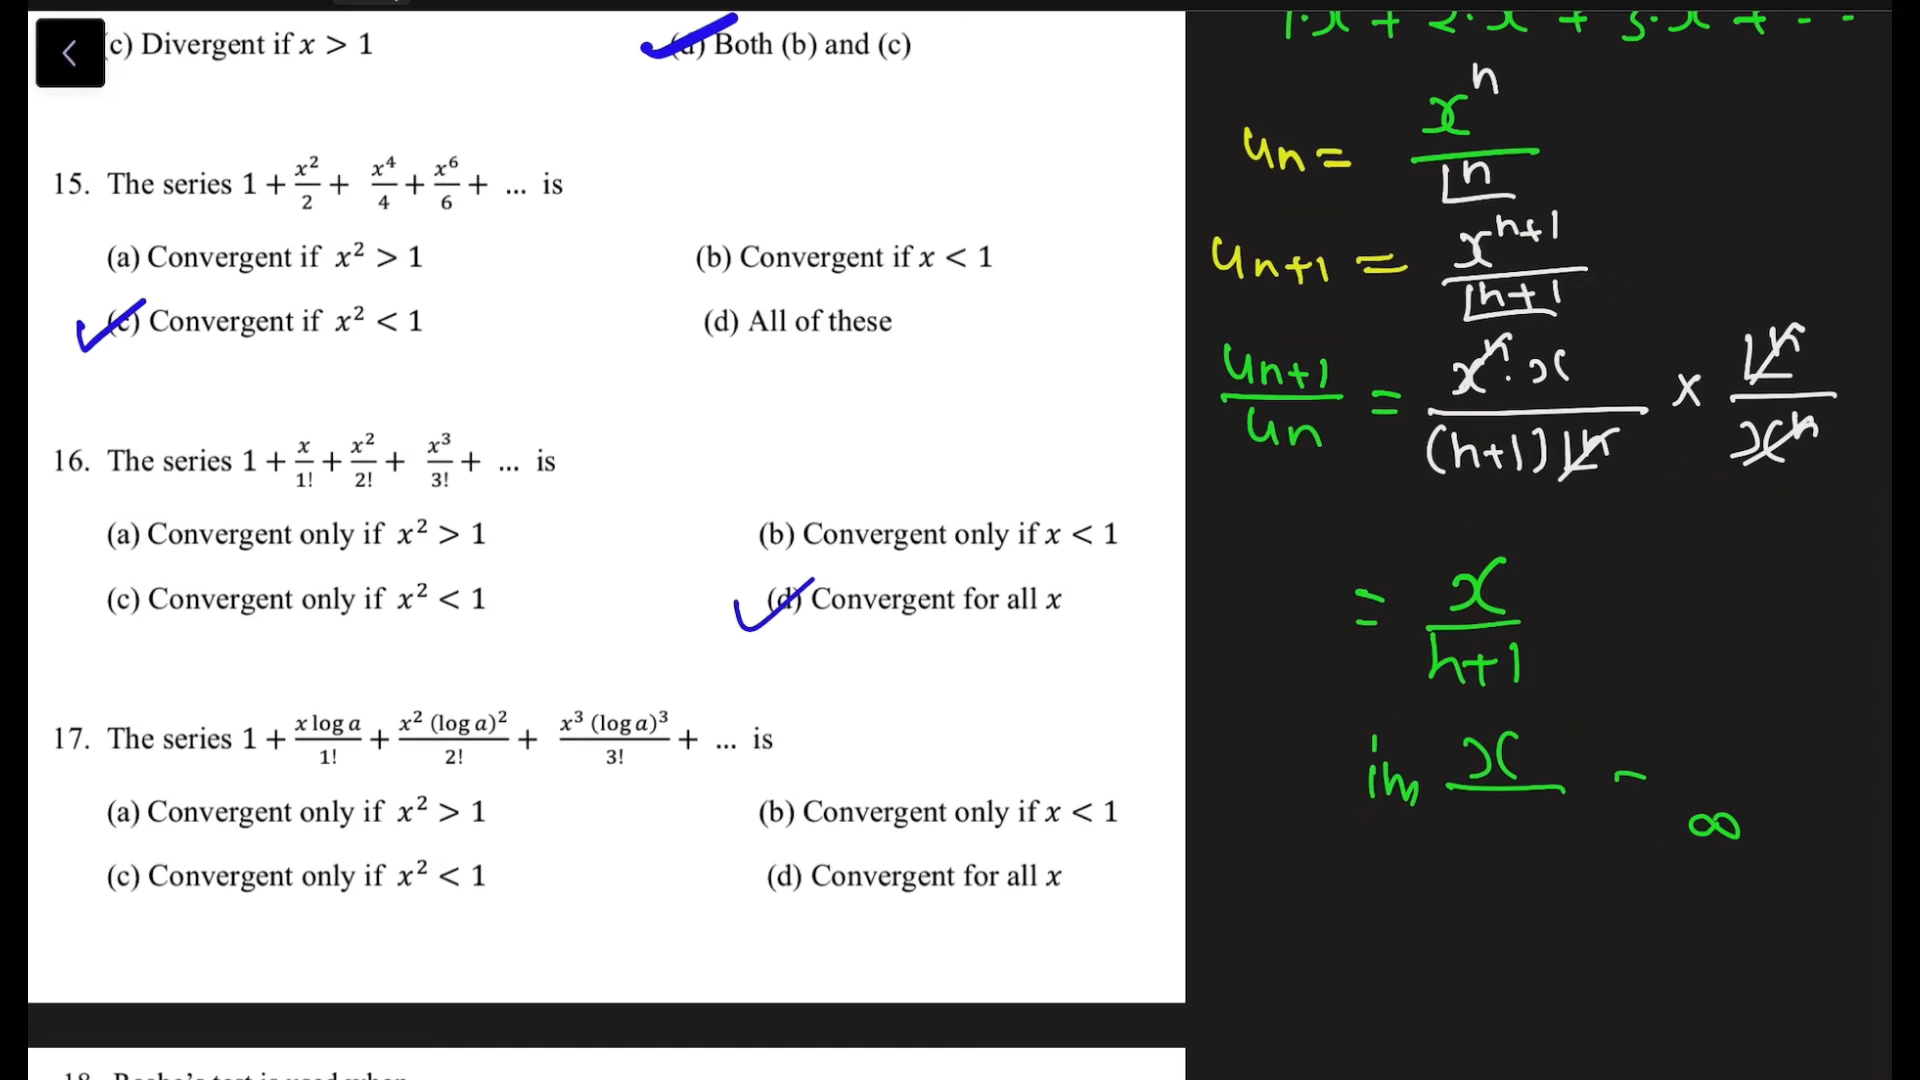 (c) Divergent if x > 1 (d) Both (b) and (c)
15. The series 1 + x²/2 + x⁴/4 + x⁶/6 + ... is
(a) Convergent if x² > 1 (b) Convergent if x < 1
(c) Convergent if x² < 1 (d) All of these
16. The series 1 + x/1! + x²/2! + x³/3! + ... is
(a) Convergent only if x² > 1 (b) Convergent only if x < 1
(c) Convergent only if x² < 1 (d) Convergent for all x
17. The series 1 + x log a/1! + x² (log a)²/2! + x³ (log a)³/3! + ... is
(a) Convergent only if x² > 1 (b) Convergent only if x < 1
(c) Convergent only if x² < 1 (d) Convergent for all x
un = xⁿ/∟n
un+1 = xⁿ⁺¹/∟n+1
un+1/un = xⁿ·x/(n+1)∟n × ∟n/xⁿ
= x/n+1
im x
∞